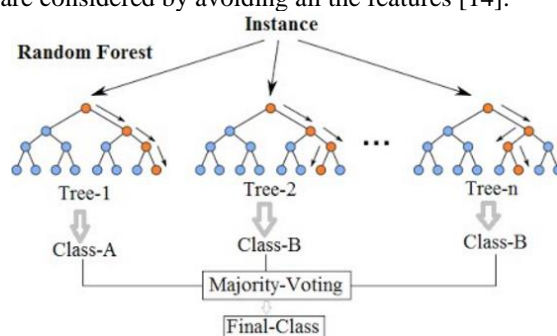 are considered by avoiding all the features [14].
Instance
Random Forest
...
Tree-1 Tree-2 Tree-n
Class-A Class-B Class-B
Majority-Voting
Final-Class